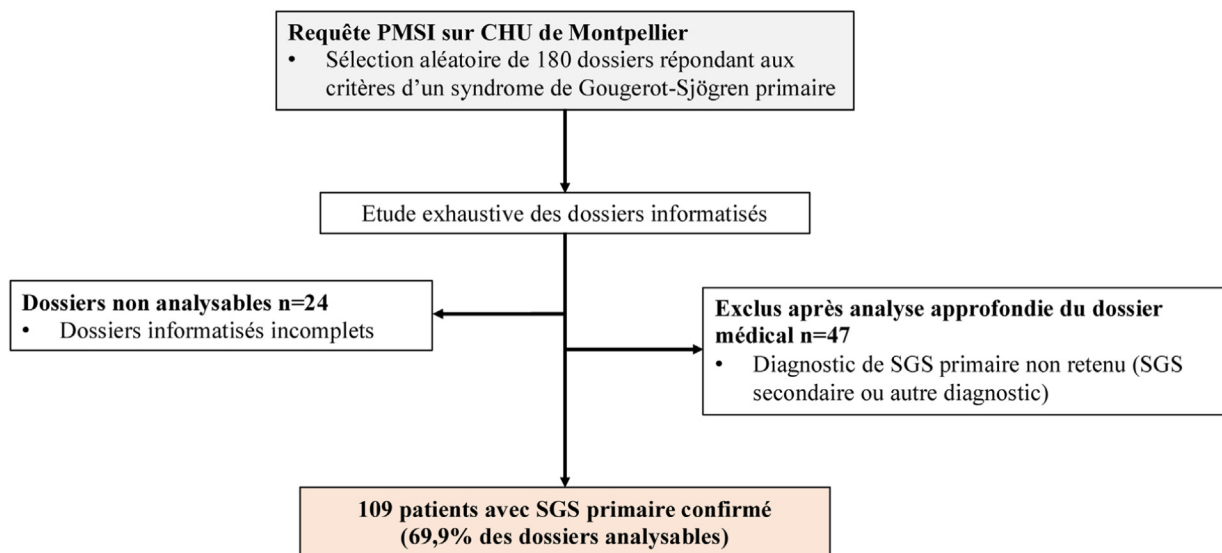 Requête PMSI sur CHU de Montpellier
• Sélection aléatoire de 180 dossiers répondant aux
critères d'un syndrome de Gougerot-Sjögren primaire
Etude exhaustive des dossiers informatisés
Dossiers non analysables n=24
• Dossiers informatisés incomplets
Exclus après analyse approfondie du dossier
médical n=47
• Diagnostic de SGS primaire non retenu (SGS
secondaire ou autre diagnostic)
109 patients avec SGS primaire confirmé
(69,9% des dossiers analysables)